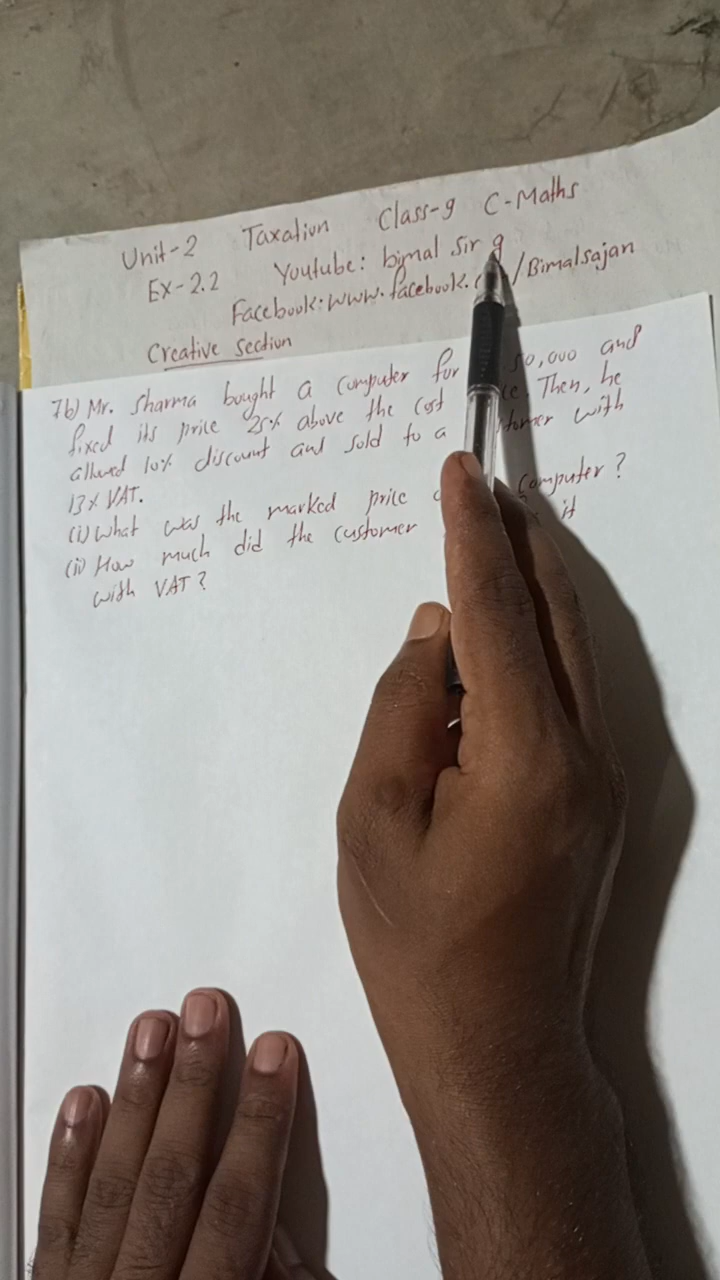 Unit-2 Taxation Class-9 C-Maths
Ex-2.2 Youtube: bimal sir g
Facebook: www.facebook. /Bimalsajan
Creative section
7b) Mr. Sharma bought a computer for 50,000 and
fixed its price 25% above the cost Then, he
allowed 10% discount and sold to a with
13% VAT.
(i) What was the marked price computer?
(ii) How much did the customer it
with VAT?